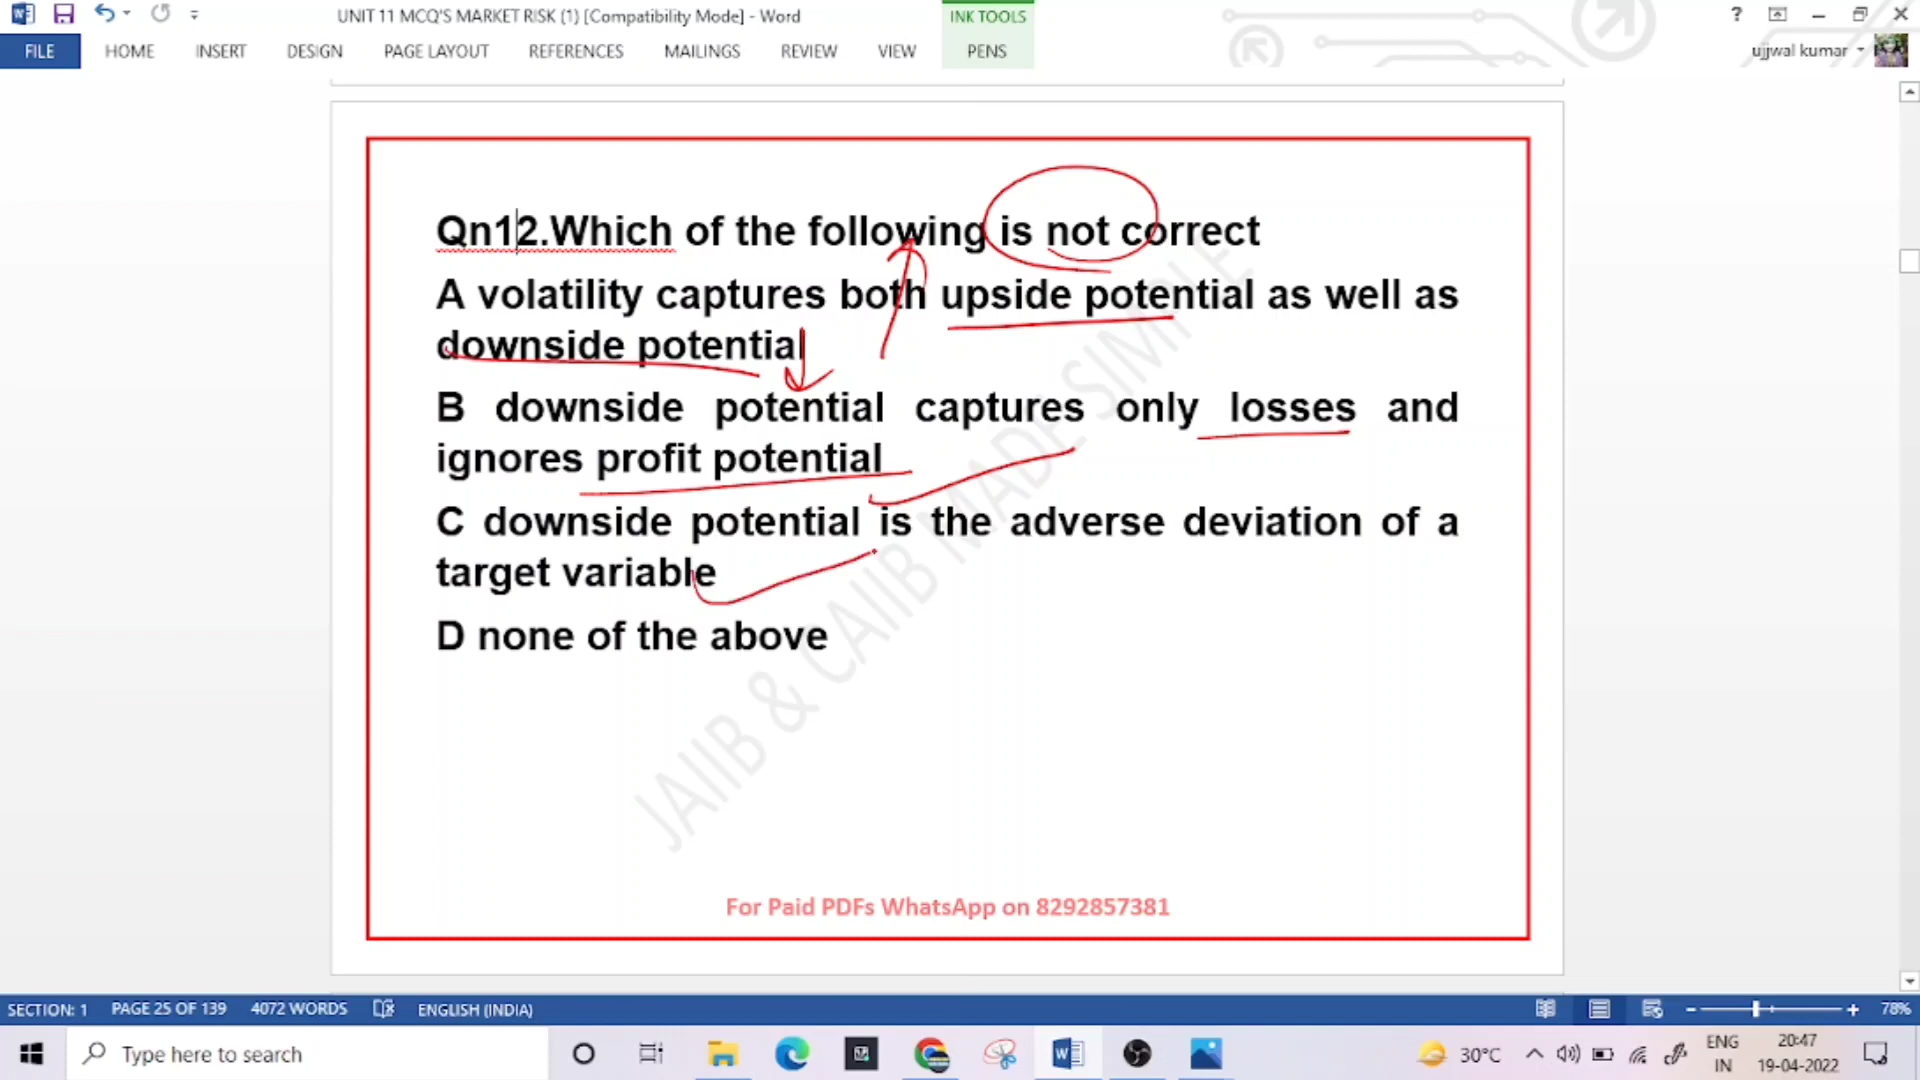 UNIT 11 MCQ'S MARKET RISK (1) [Compatibility Mode] - Word
INK TOOLS
?
FILE HOME INSERT DESIGN PAGE LAYOUT REFERENCES MAILINGS REVIEW VIEW PENS
ujjwal kumar
Qn12.Which of the following is not correct
A volatility captures both upside potential as well as
downside potential
B downside potential captures only losses and
ignores profit potential
C downside potential is the adverse deviation of a
target variable
D none of the above
JAIIB & CAIIB MADE SIMPLE
For Paid PDFs WhatsApp on 8292857381
SECTION: 1 PAGE 25 OF 139 4072 WORDS ENGLISH (INDIA) 78%
Type here to search
30°C
ENG
IN
20:47
19-04-2022